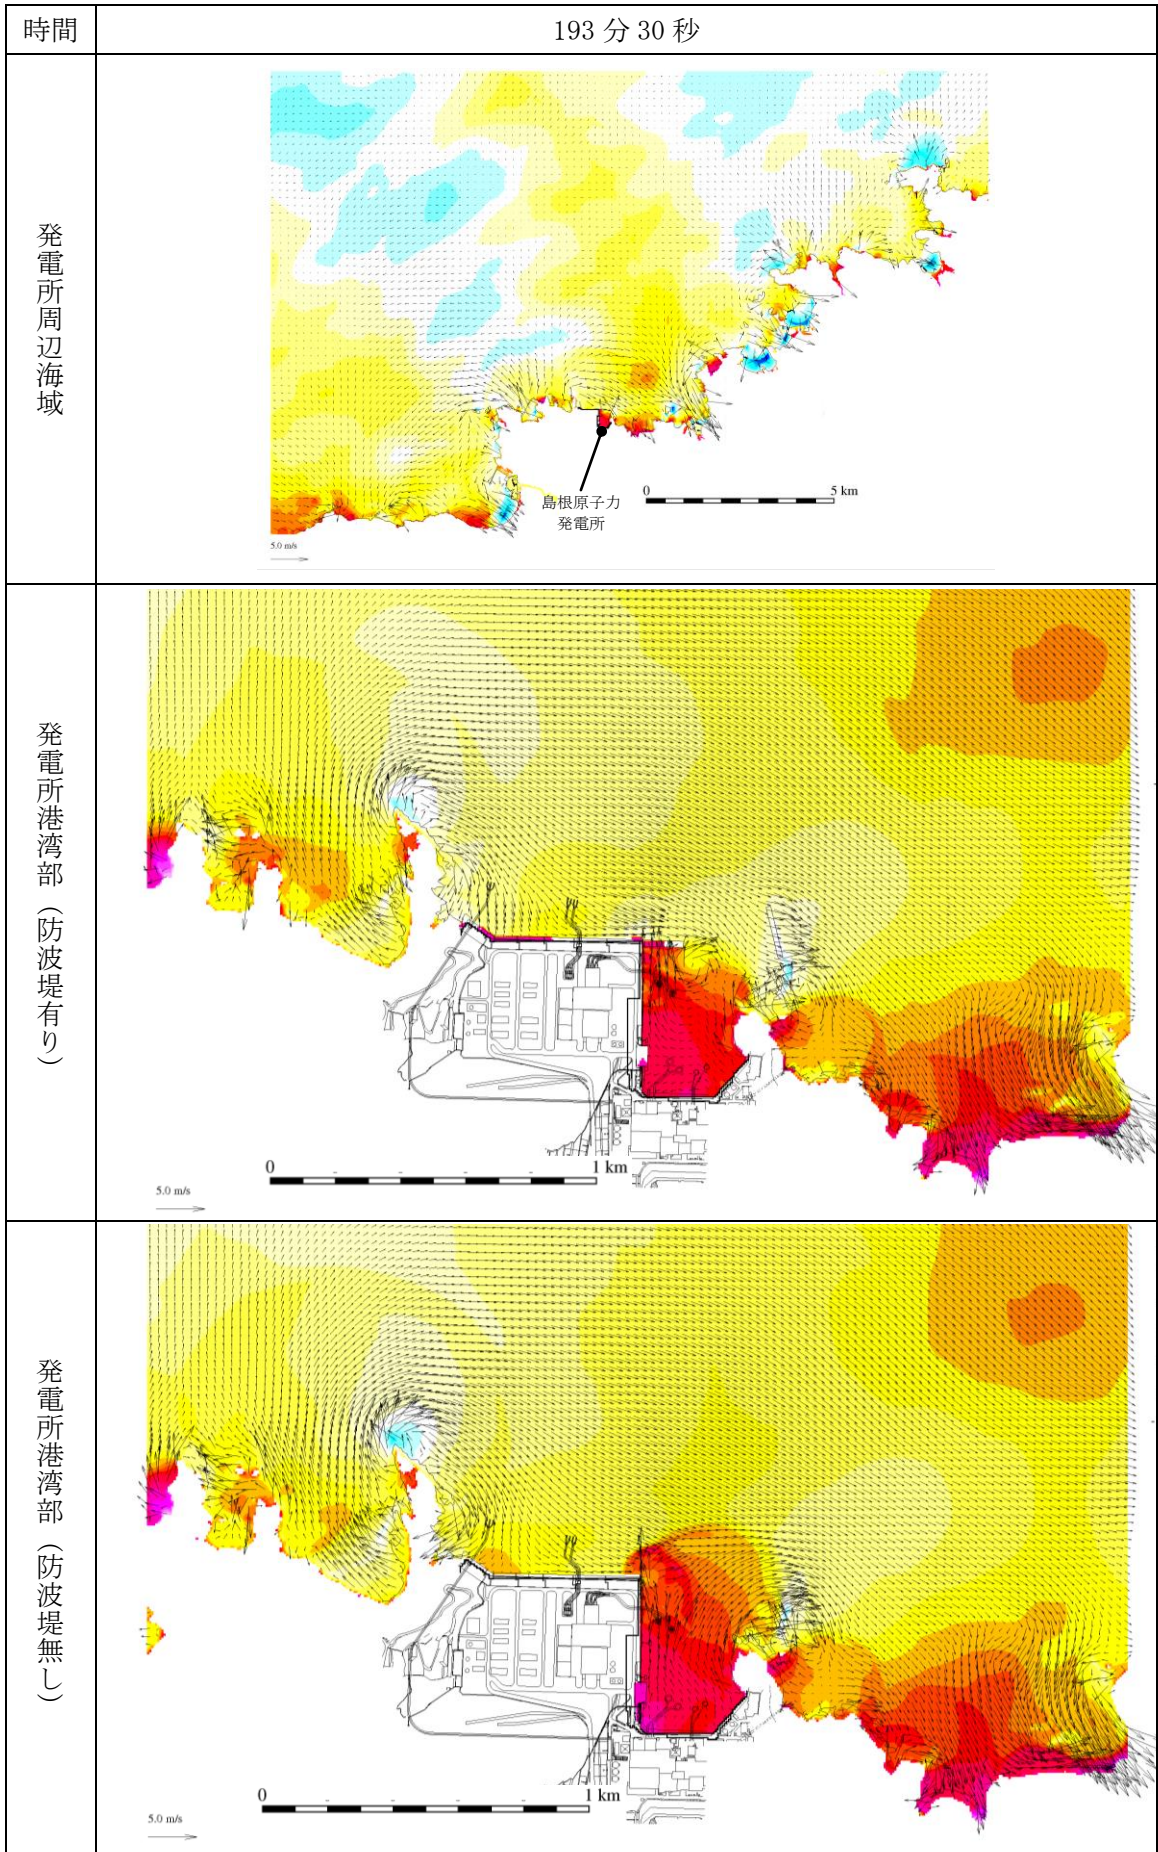 時間
193 分 30 秒
発電所周辺海域
島根原子力
発電所
0
5 km
5.0 m/s
発電所港湾部（防波堤有り）
0
1 km
5.0 m/s
発電所港湾部（防波堤無し）
0
1 km
5.0 m/s